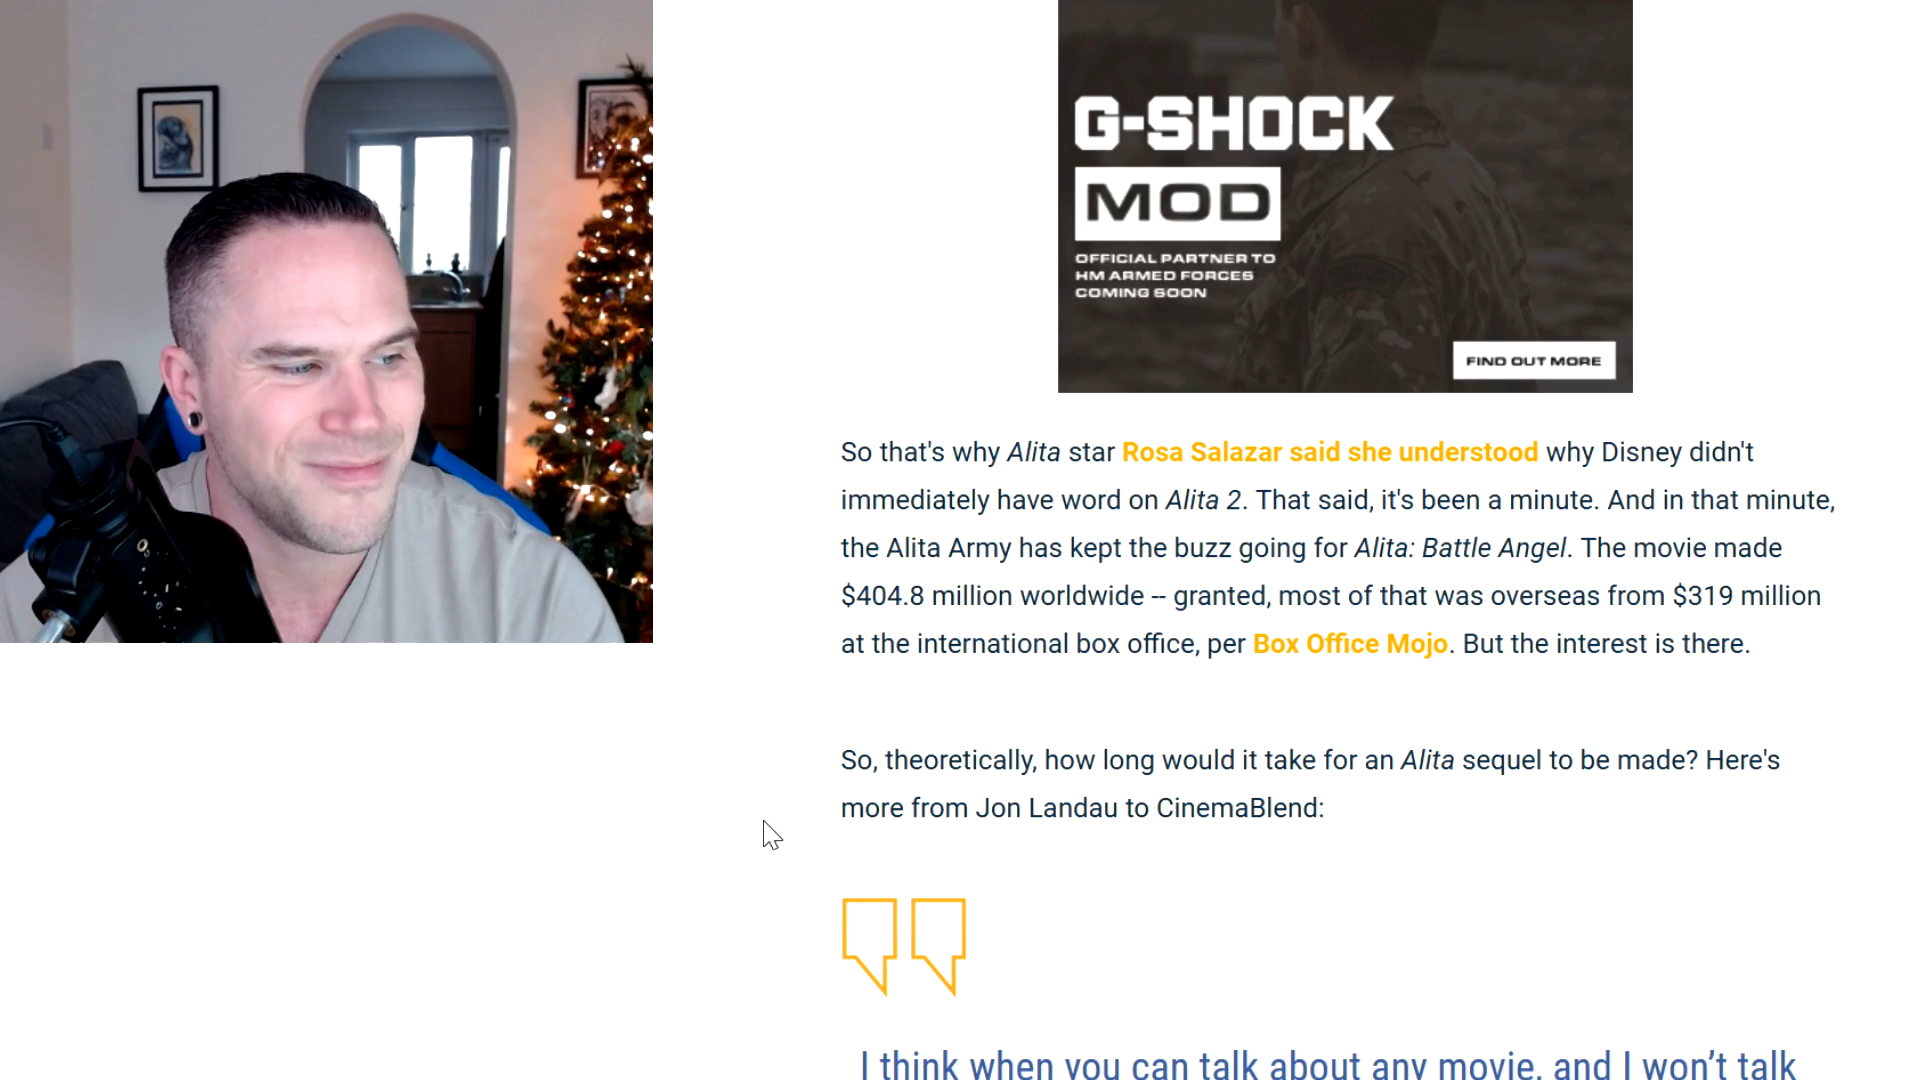 G-SHOCK
MOD
OFFICIAL PARTNER TO
HM ARMED FORCES
COMING SOON
FIND OUT MORE
So that's why Alita star Rosa Salazar said she understood why Disney didn't
immediately have word on Alita 2. That said, it's been a minute. And in that minute,
the Alita Army has kept the buzz going for Alita: Battle Angel. The movie made
$404.8 million worldwide -- granted, most of that was overseas from $319 million
at the international box office, per Box Office Mojo. But the interest is there.
So, theoretically, how long would it take for an Alita sequel to be made? Here's
more from Jon Landau to CinemaBlend:
I think when you can talk about any movie, and I won’t talk